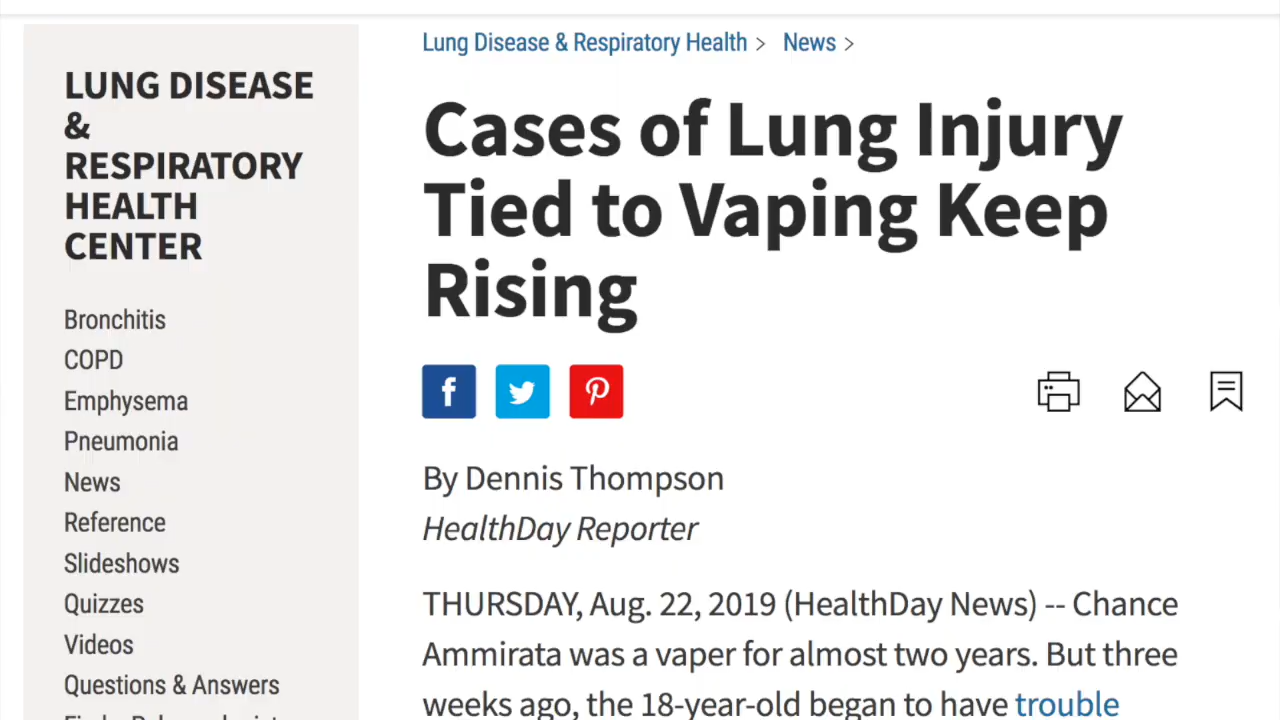 LUNG DISEASE
&
RESPIRATORY
HEALTH
CENTER
Bronchitis
COPD
Emphysema
Pneumonia
News
Reference
Slideshows
Quizzes
Videos
Questions & Answers
Lung Disease & Respiratory Health > News >
Cases of Lung Injury
Tied to Vaping Keep
Rising
By Dennis Thompson
HealthDay Reporter
THURSDAY, Aug. 22, 2019 (HealthDay News) -- Chance
Ammirata was a vaper for almost two years. But three
weeks ago, the 18-year-old began to have trouble